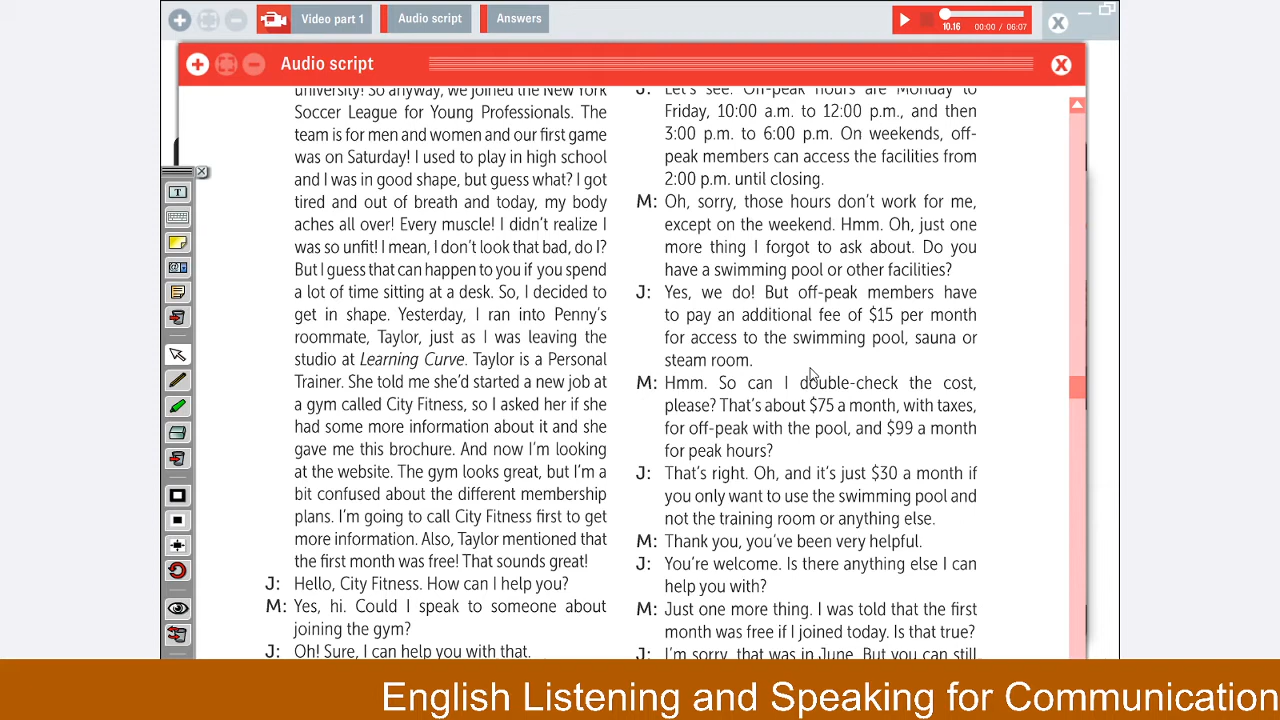 Video part 1
Audio script
Answers
10.16
00:00 / 06:07
Audio script
university! So anyway, we joined the New York
Soccer League for Young Professionals. The
team is for men and women and our first game
was on Saturday! I used to play in high school
and I was in good shape, but guess what? I got
tired and out of breath and today, my body
aches all over! Every muscle! I didn't realize I
was so unfit! I mean, I don't look that bad, do I?
But I guess that can happen to you if you spend
a lot of time sitting at a desk. So, I decided to
get in shape. Yesterday, I ran into Penny's
roommate, Taylor, just as I was leaving the
studio at Learning Curve. Taylor is a Personal
Trainer. She told me she'd started a new job at
a gym called City Fitness, so I asked her if she
had some more information about it and she
gave me this brochure. And now I'm looking
at the website. The gym looks great, but I'm a
bit confused about the different membership
plans. I'm going to call City Fitness first to get
more information. Also, Taylor mentioned that
the first month was free! That sounds great!
J: Hello, City Fitness. How can I help you?
M: Yes, hi. Could I speak to someone about
joining the gym?
J: Oh! Sure, I can help you with that.
J: Let's see. Off-peak hours are Monday to
Friday, 10:00 a.m. to 12:00 p.m., and then
3:00 p.m. to 6:00 p.m. On weekends, off-
peak members can access the facilities from
2:00 p.m. until closing.
M: Oh, sorry, those hours don't work for me,
except on the weekend. Hmm. Oh, just one
more thing I forgot to ask about. Do you
have a swimming pool or other facilities?
J: Yes, we do! But off-peak members have
to pay an additional fee of $15 per month
for access to the swimming pool, sauna or
steam room.
M: Hmm. So can I double-check the cost,
please? That's about $75 a month, with taxes,
for off-peak with the pool, and $99 a month
for peak hours?
J: That's right. Oh, and it's just $30 a month if
you only want to use the swimming pool and
not the training room or anything else.
M: Thank you, you've been very helpful.
J: You're welcome. Is there anything else I can
help you with?
M: Just one more thing. I was told that the first
month was free if I joined today. Is that true?
J: I'm sorry, that was in June. But you can still
English Listening and Speaking for Communication